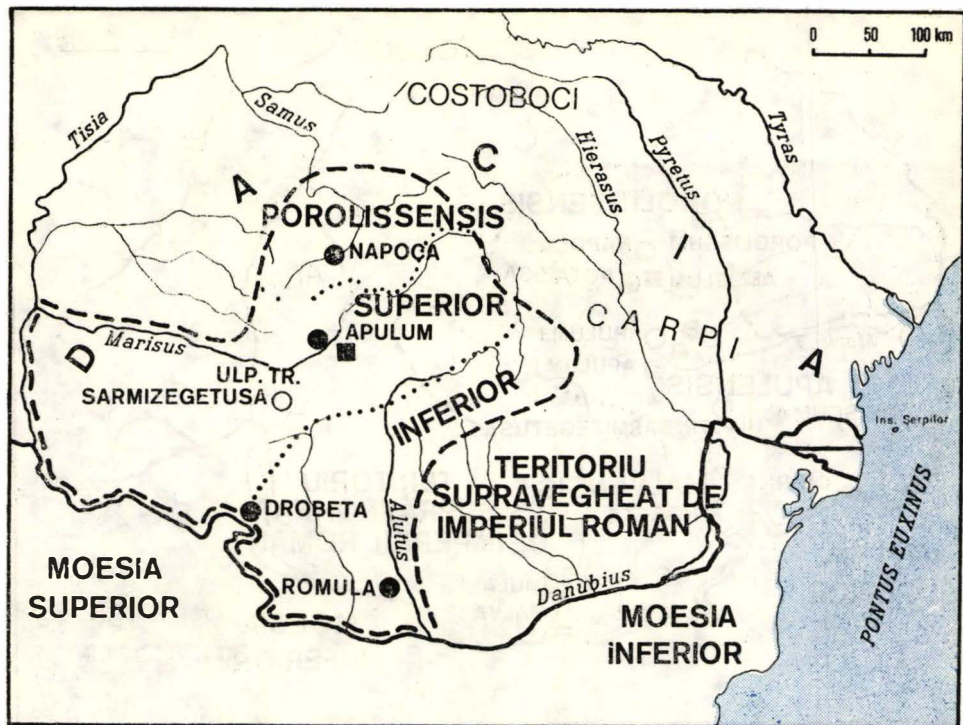 0 50 100 km
COSTOBOCI
Tisia
Samus
Hierasus
Pyretus
Tyras
D A C I A
POROLISSENSIS
NAPOCA
SUPERIOR
APULUM
CARPI
Marisus
ULP. TR.
SARMIZEGETUSA
INFERIOR
Ins. Serpilor
TERITORIU
SUPRAVEGHEAT DE
IMPERIUL ROMAN
DROBETA
Alutus
ROMULA
Danubius
MOESIA
SUPERIOR
MOESIA
INFERIOR
PONTUS EUXINUS